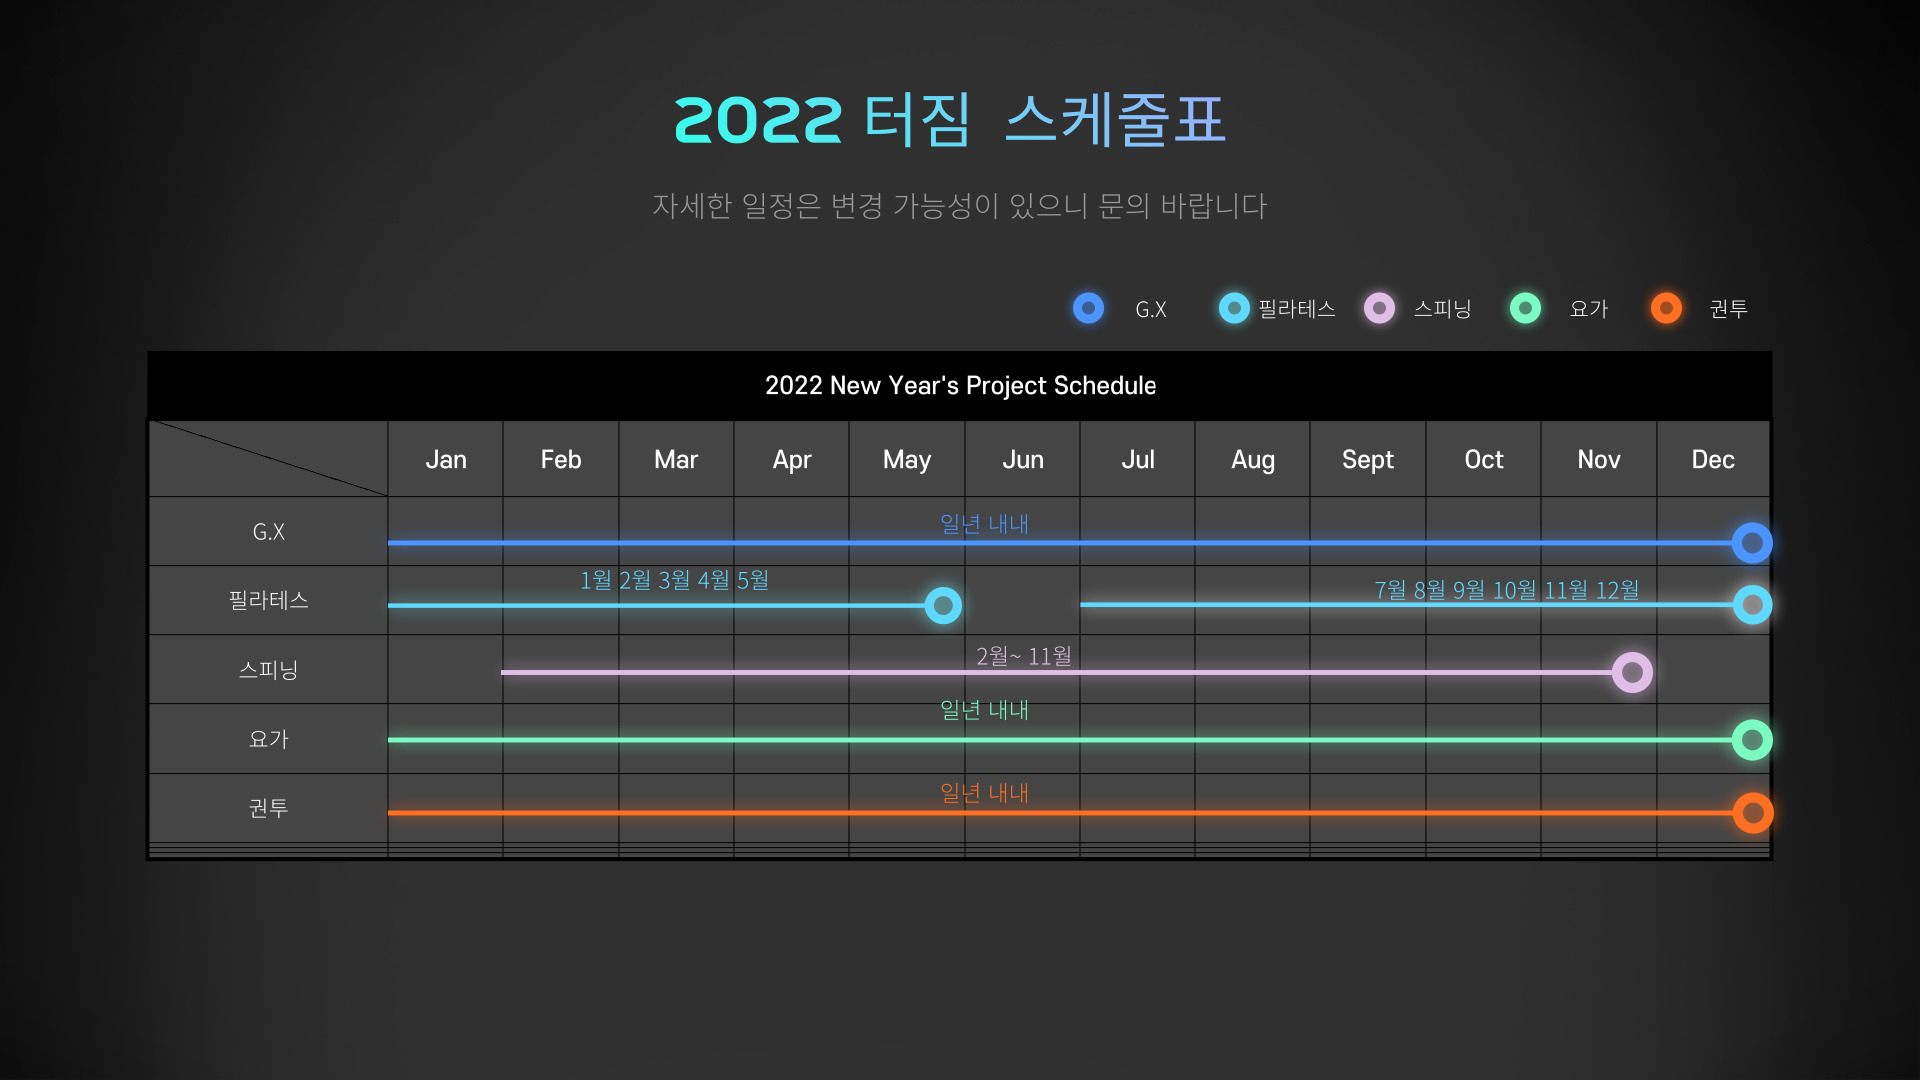 2022 터짐 스케줄표
자세한 일정은 변경 가능성이 있으니 문의 바랍니다
G.X 필라테스 스피닝 요가 권투
2022 New Year's Project Schedule
Jan Feb Mar Apr May Jun Jul Aug Sept Oct Nov Dec
G.X 일년 내내
필라테스 1월 2월 3월 4월 5월 7월 8월 9월 10월 11월 12월
스피닝 2월~ 11월
요가 일년 내내
권투 일년 내내